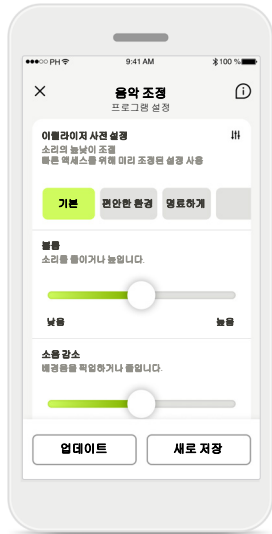 PH 9:41 AM 100 %
음악 조정
프로그램 설정
이퀄라이저 사전 설정
소리의 높낮이 조절
빠른 액세스를 위해 미리 조정된 설정 사용
기본 편안한 환경 명료하게
볼륨
소리를 줄이거나 높입니다.
낮음 높음
소음 감소
배경음을 픽업하거나 줄입니다.
업데이트 새로 저장